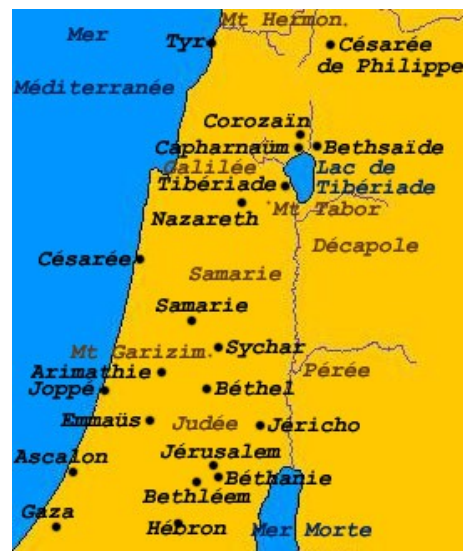 Mt Hermon.
Mer
Tyr
Césarée
de Philippe
Méditerranée
Corozaïn
Capharnaüm
Bethsaïde
Galilée
Lac de
Tibériade
Tibériade
Mt Tabor
Nazareth
Décapole
Césarée
Samarie
Samarie
Mt Garizim.
Sychar
Arimathie
Pérée
Joppé
Béthel
Emmaüs
Judée
Jéricho
Jérusalem
Ascalon
Béthanie
Bethléem
Gaza
Hébron
Mer Morte